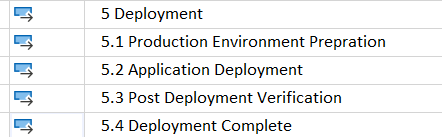 5 Deployment
5.1 Production Environment Prepration
5.2 Application Deployment
5.3 Post Deployment Verification
5.4 Deployment Complete